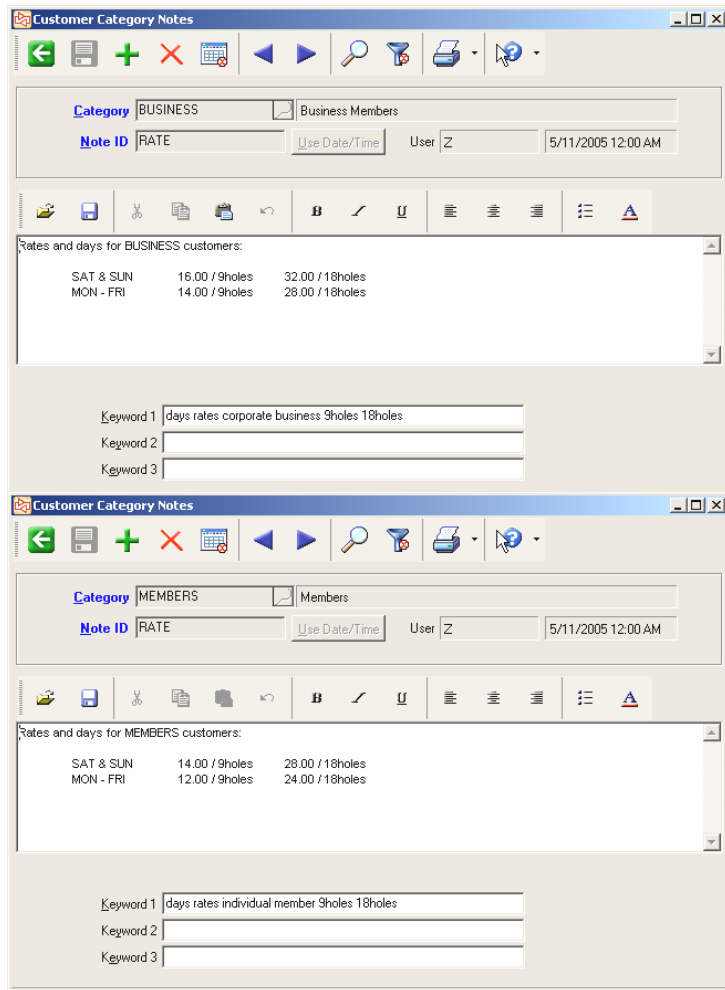 Customer Category Notes
Category BUSINESS Business Members
Note ID RATE Use Date/Time User Z 5/11/2005 12:00 AM
B I U A
Rates and days for BUSINESS customers:
SAT & SUN 16.00 / 9holes 32.00 / 18holes
MON - FRI 14.00 / 9holes 28.00 / 18holes
Keyword 1 days rates corporate business 9holes 18holes
Keyword 2
Keyword 3
Customer Category Notes
Category MEMBERS Members
Note ID RATE Use Date/Time User Z 5/11/2005 12:00 AM
B I U A
Rates and days for MEMBERS customers:
SAT & SUN 14.00 / 9holes 28.00 / 18holes
MON - FRI 12.00 / 9holes 24.00 / 18holes
Keyword 1 days rates individual member 9holes 18holes
Keyword 2
Keyword 3